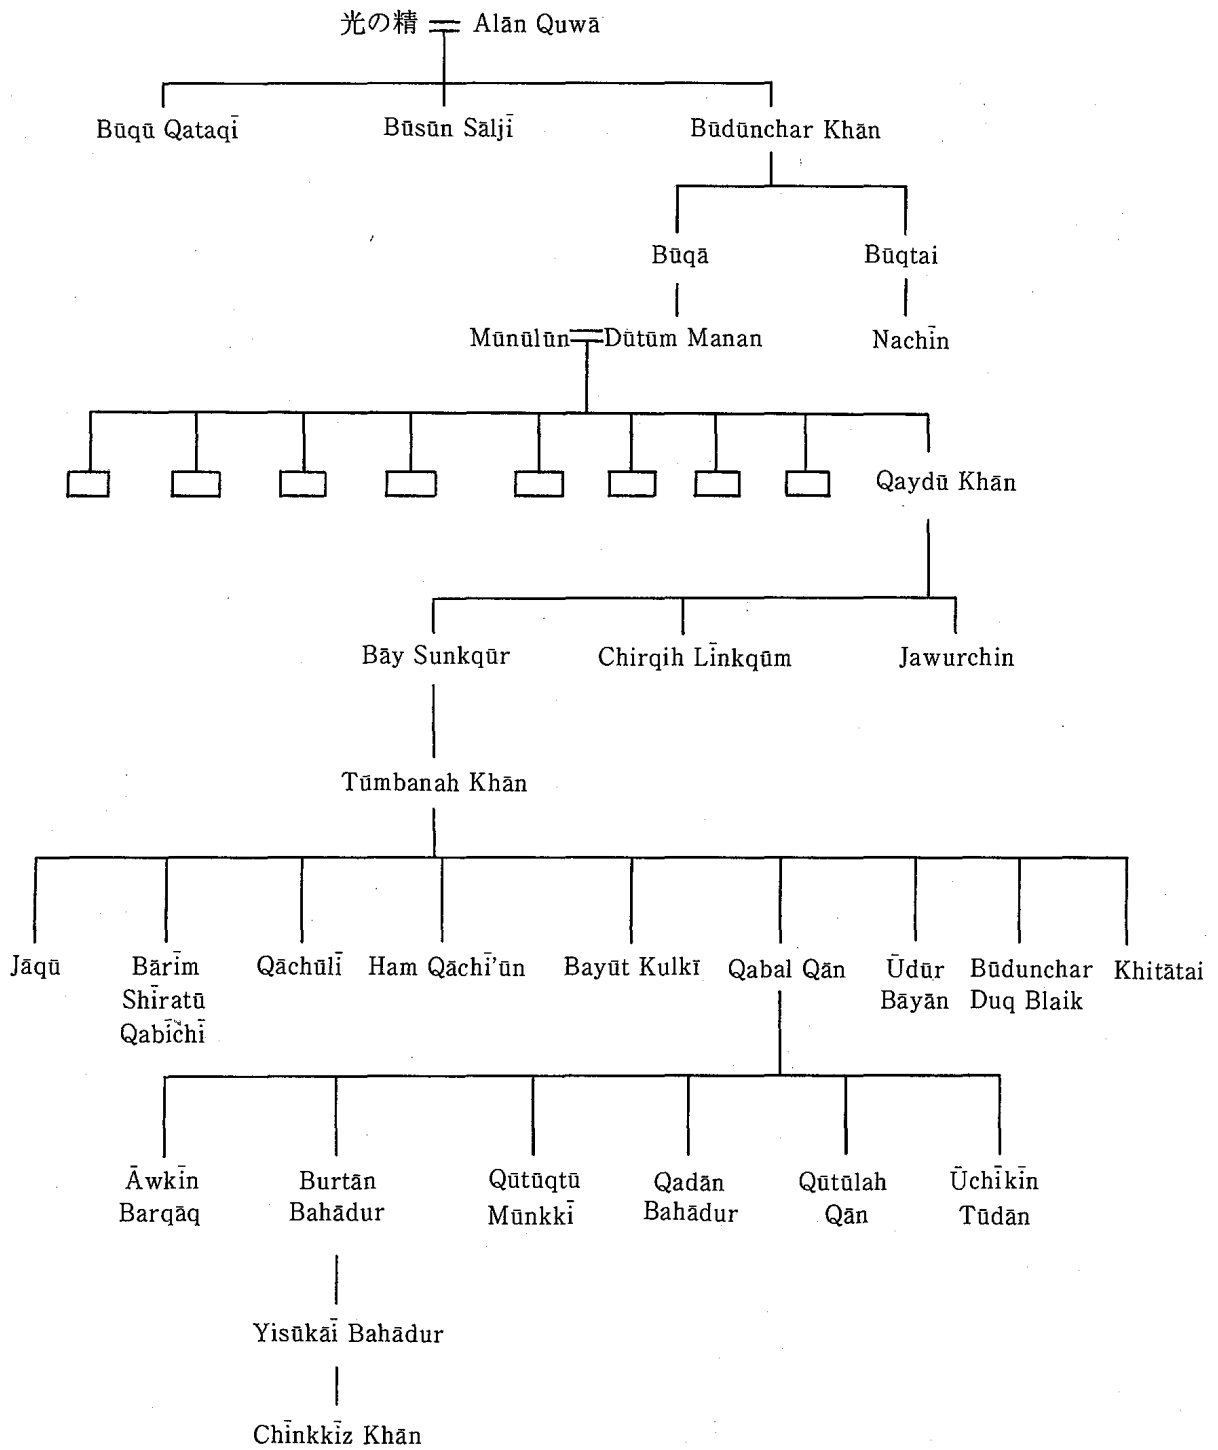 光の精 Alān Quwā
Būqū Qataqī Būsūn Sāljī Būdūnchar Khān
Būqā Būqtai
Mūnūlūn Dūtūm Manan Nachīn
Qaydū Khān
Bāy Sunkqūr Chirqih Līnkqūm Jawurchin
Tūmbanah Khān
Jāqū Bārīm Qāchūlī Ham Qāchī'ūn Bayūt Kulkī Qabal Qān Ūdūr Būdunchar Khitātai
Shīratū Bāyān Duq Blaik
Qabīchī
Āwkīn Burtān Qūtūqtū Qadān Qūtūlah Ūchīkīn
Barqāq Bahādur Mūnkkī Bahādur Qān Tūdān
Yisūkāī Bahādur
Chīnkkīz Khān